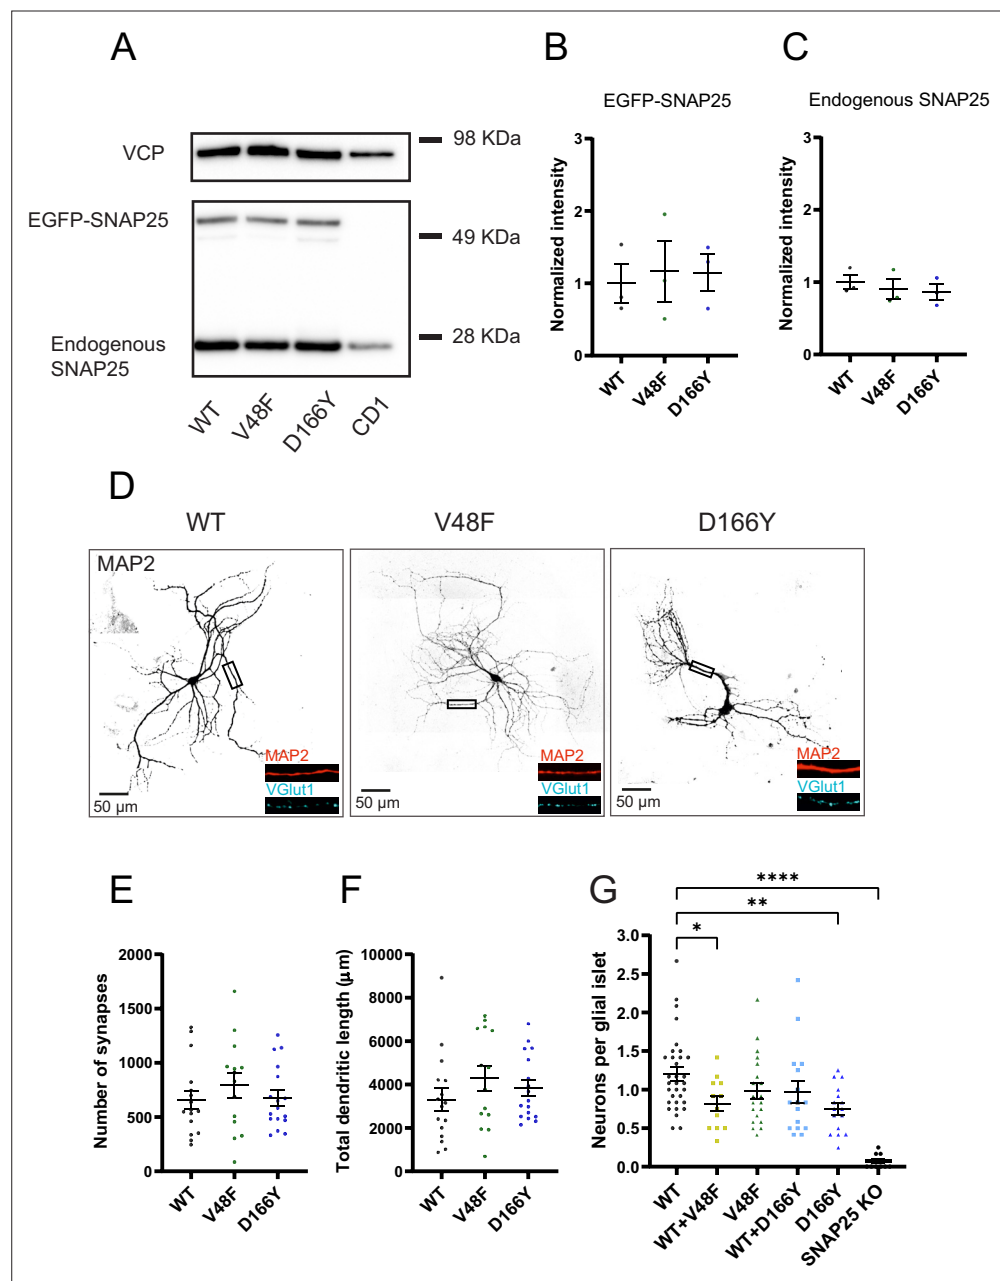 A
VCP
98 KDa
EGFP-SNAP25
49 KDa
28 KDa
Endogenous
SNAP25
WT
V48F
D166Y
CD1
B
EGFP-SNAP25
Normalized intensity
3
2
1
0
WT
V48F
D166Y
C
Endogenous SNAP25
Normalized intensity
3
2
1
0
WT
V48F
D166Y
D
WT
V48F
D166Y
MAP2
MAP2
VGlut1
50 µm
MAP2
VGlut1
50 µm
MAP2
VGlut1
50 µm
E
Number of synapses
2000
1500
1000
500
0
WT
V48F
D166Y
F
Total dendritic length (µm)
10000
8000
6000
4000
2000
0
WT
V48F
D166Y
G
****
**
*
Neurons per glial islet
3.0
2.5
2.0
1.5
1.0
0.5
0.0
WT
WT+V48F
V48F
WT+D166Y
D166Y
SNAP25 KO